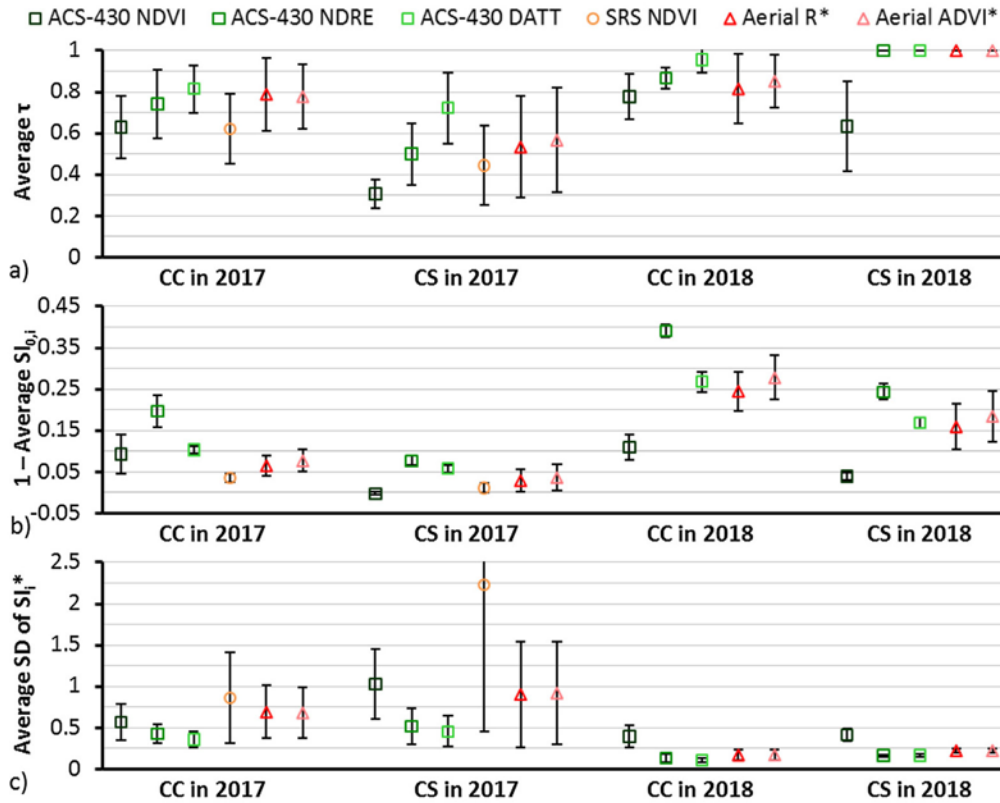 ACS-430 NDVI ACS-430 NDRE ACS-430 DATT SRS NDVI Aerial R* Aerial ADVI*
Average τ
1
0.8
0.6
0.4
0.2
0
a)
CC in 2017 CS in 2017 CC in 2018 CS in 2018
1 – Average SI0,i
0.45
0.35
0.25
0.15
0.05
-0.05
b)
CC in 2017 CS in 2017 CC in 2018 CS in 2018
Average SD of SIi*
2.5
2
1.5
1
0.5
0
c)
CC in 2017 CS in 2017 CC in 2018 CS in 2018